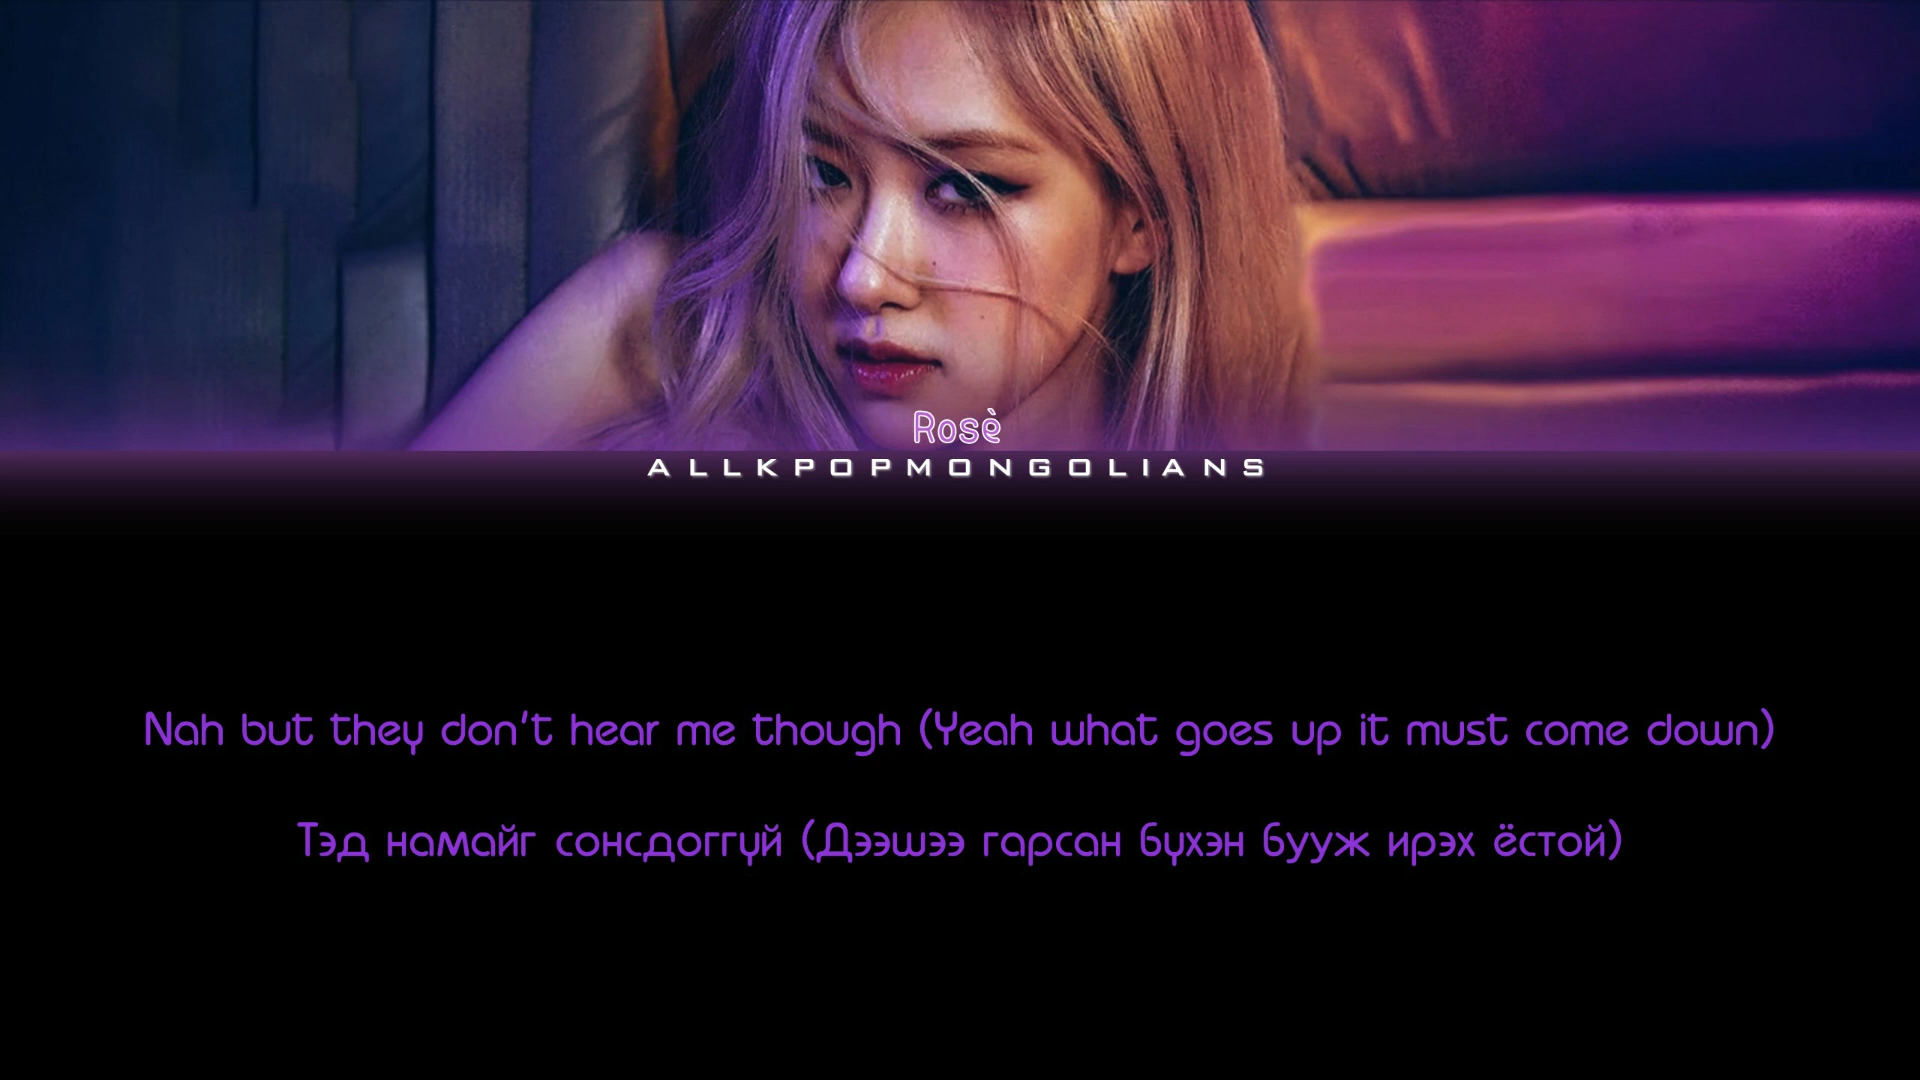 Rosè
ALLKPOPMONGOLIANS
Nah but they don't hear me though (Yeah what goes up it must come down)
Тэд намайг сонсдоггүй (Дээшээ гарсан бүхэн бууж ирэх ёстой)